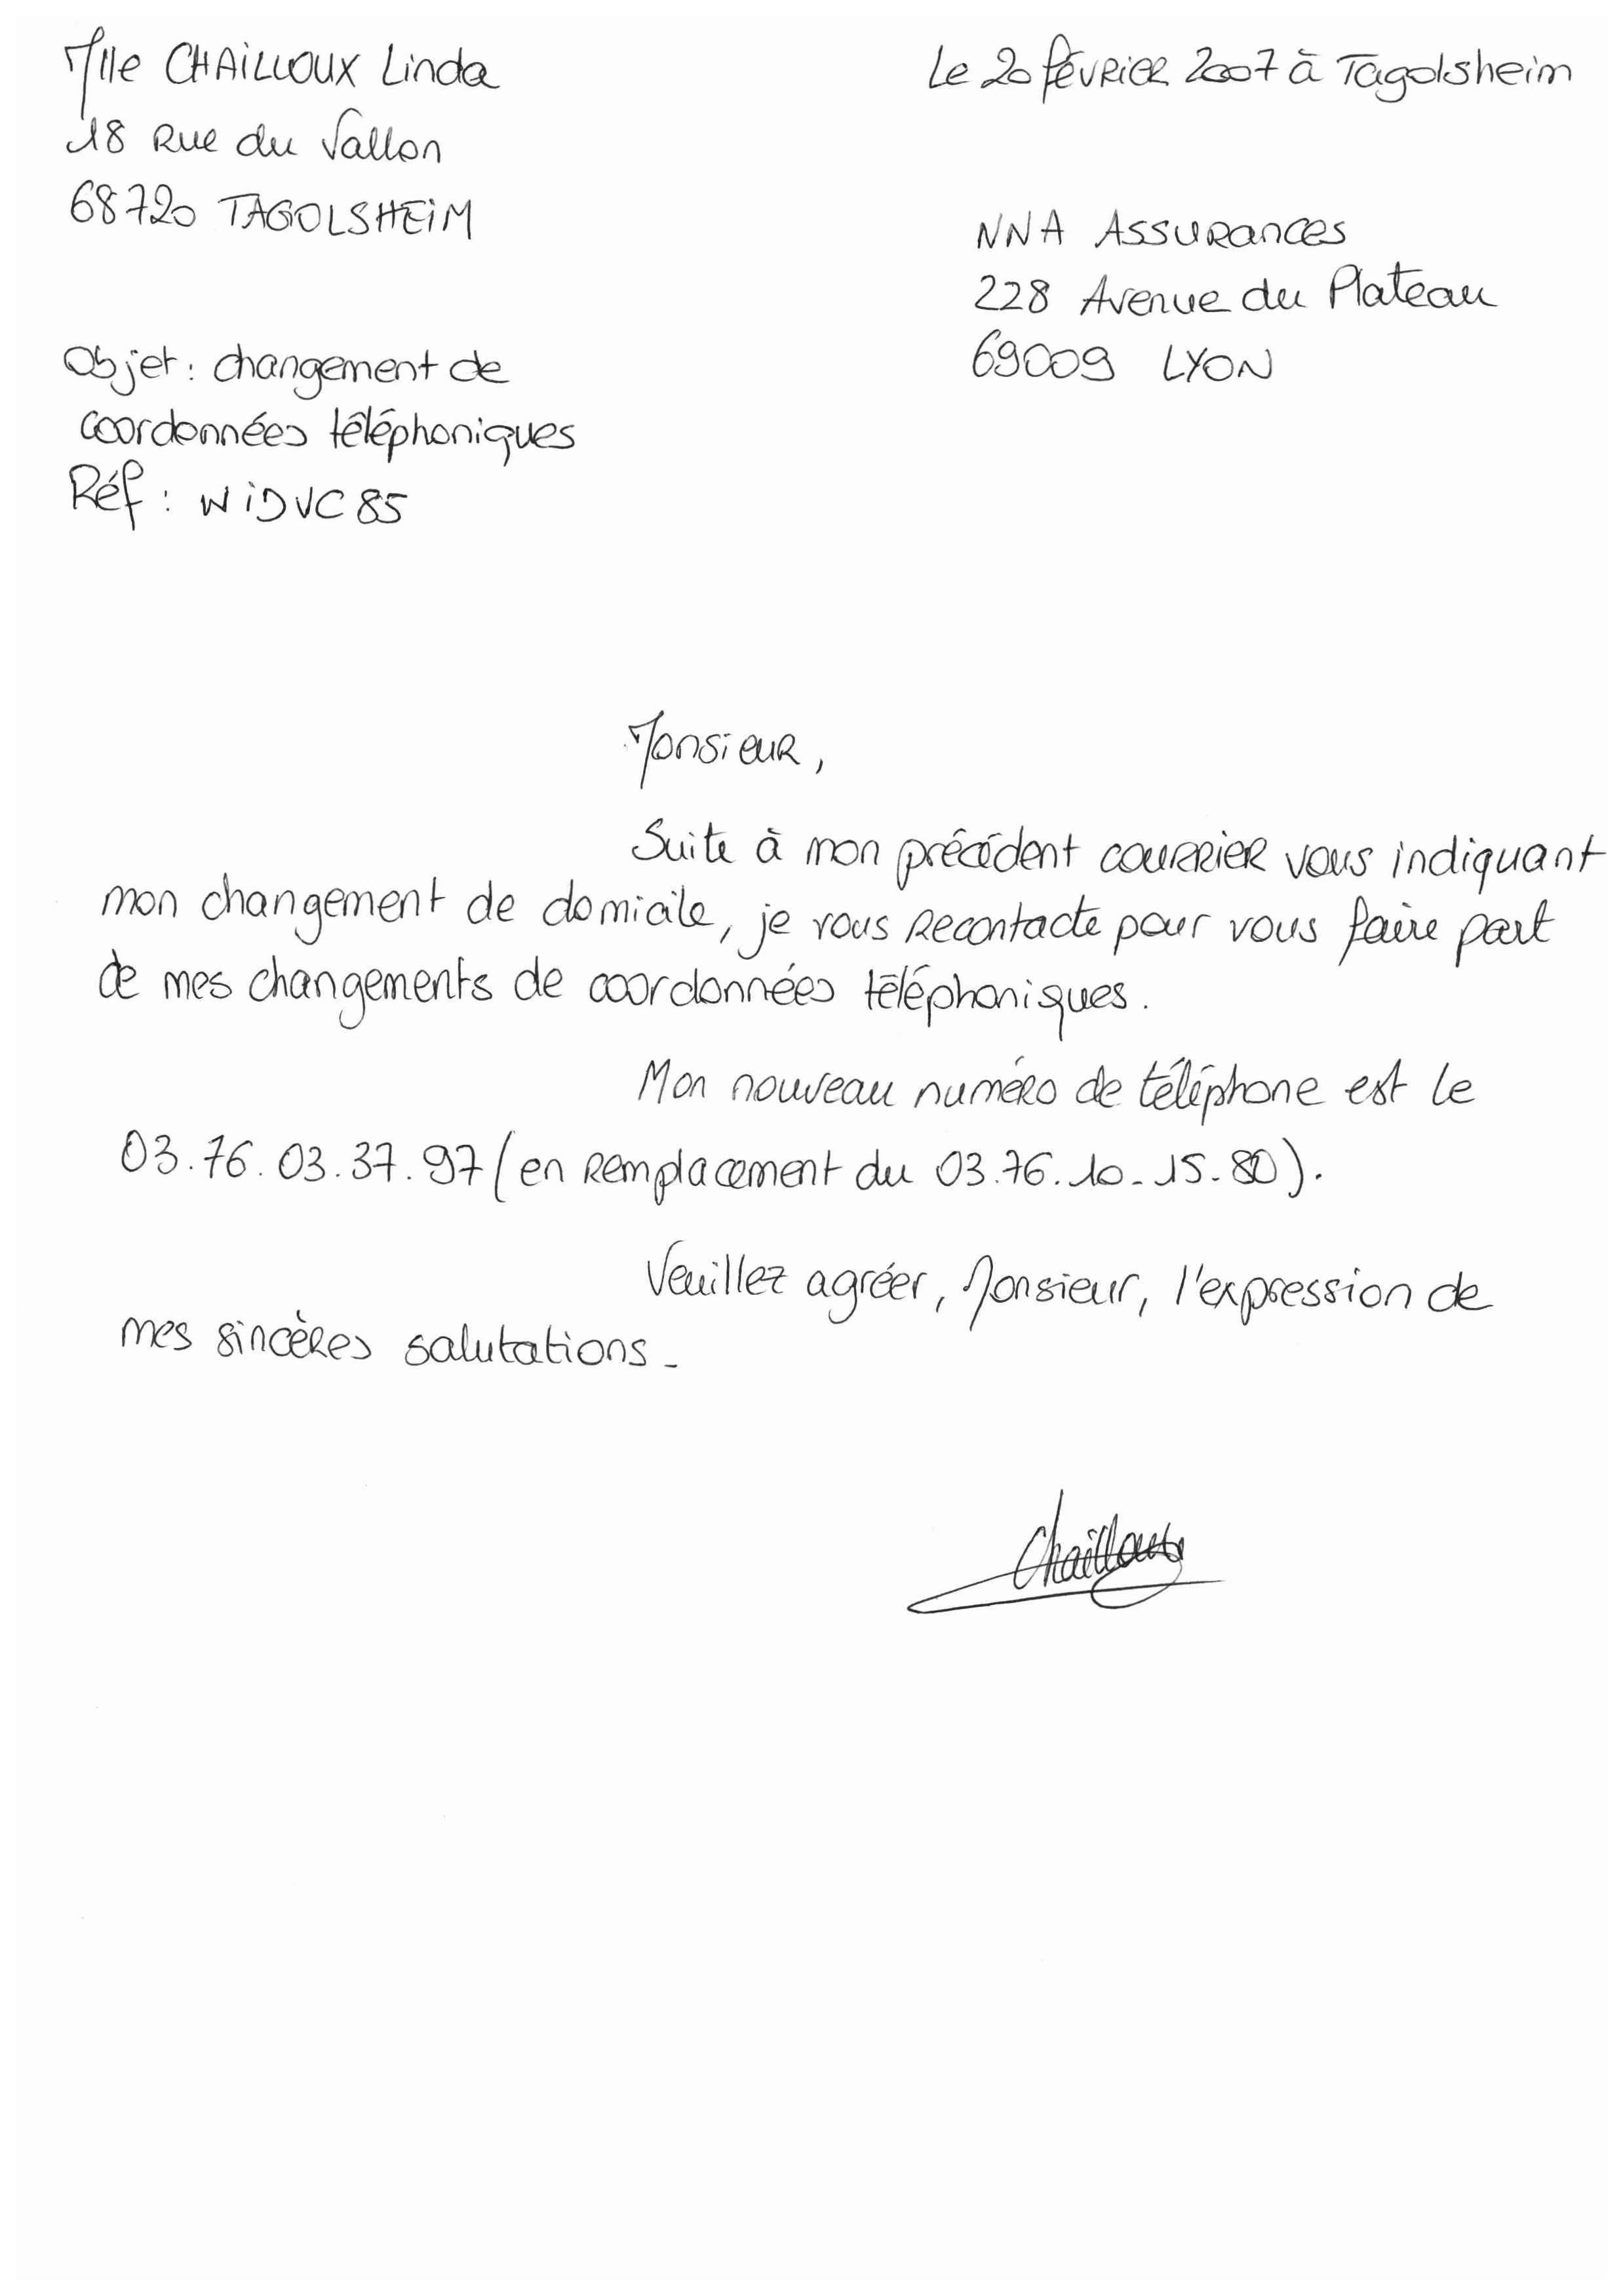 Mlle CHAILLOUX Linda
18 Rue du Vallon
68720 TAGOLSHEIM
Le 20 février 2007 à Tagolsheim
NNA Assurances
228 Avenue du Plateau
69009 LYON
Objet : changement de
coordonnées téléphoniques
Réf : WIDVC85
Monsieur,
Suite à mon précédent courrier vous indiquant
mon changement de domicile, je vous recontacte pour vous faire part
de mes changements de coordonnées téléphoniques.
Mon nouveau numéro de téléphone est le
03.76.03.37.97 (en remplacement du 03.76.10.15.80).
Veuillez agréer, Monsieur, l'expression de
mes sincères salutations.
Chailloux